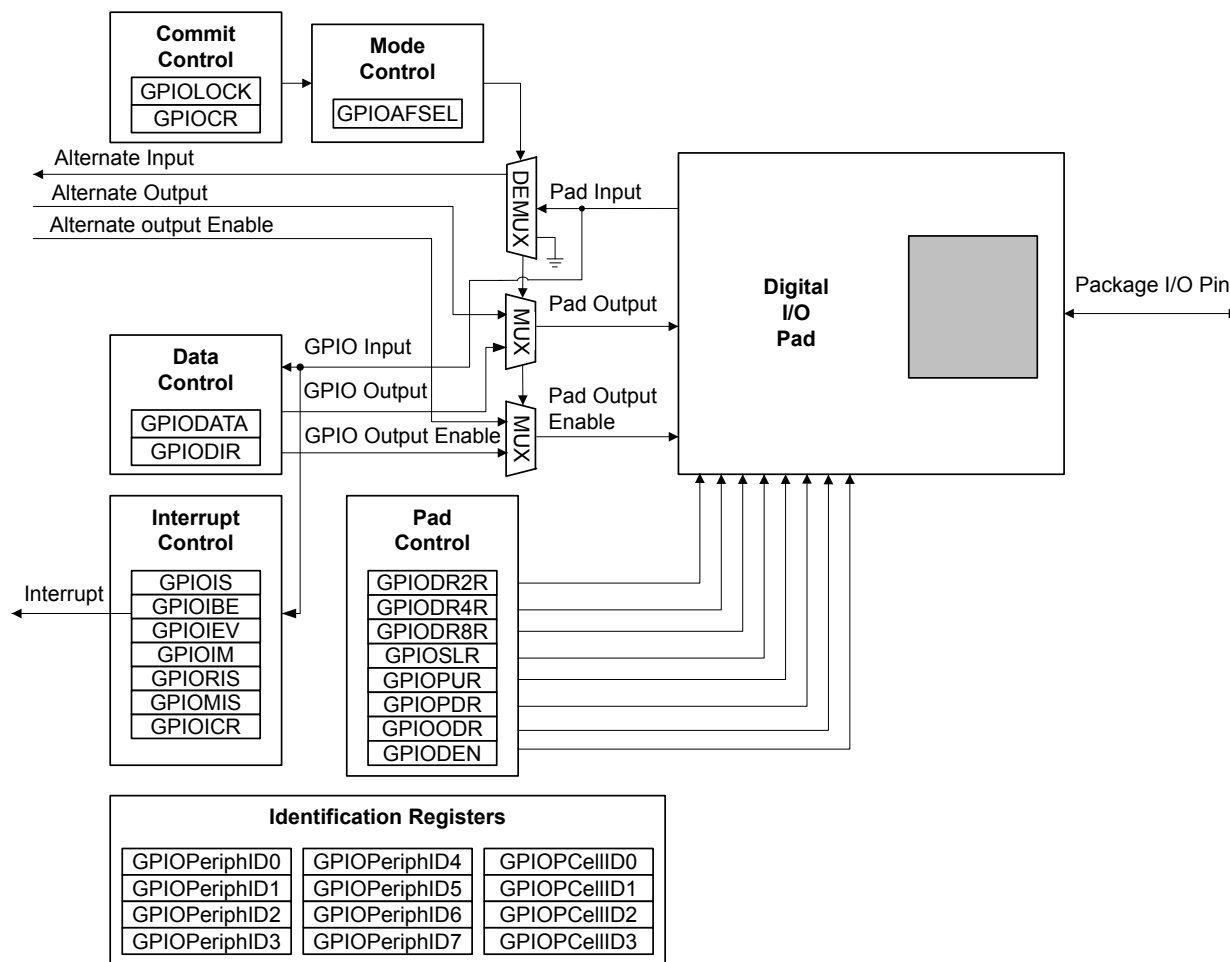 Commit
Control
GPIOLOCK
GPIOCR
Mode
Control
GPIOAFSEL
Alternate Input
Alternate Output
Alternate output Enable
DEMUX
Pad Input
MUX
Pad Output
MUX
Pad Output
Enable
Digital
I/O
Pad
Package I/O Pin
Data
Control
GPIODATA
GPIODIR
GPIO Input
GPIO Output
GPIO Output Enable
Interrupt
Control
GPIOIS
GPIOIBE
GPIOIEV
GPIOIM
GPIORIS
GPIOMIS
GPIOICR
Interrupt
Pad
Control
GPIODR2R
GPIODR4R
GPIODR8R
GPIOSLR
GPIOPUR
GPIOPDR
GPIOODR
GPIODEN
Identification Registers
GPIOPeriphID0
GPIOPeriphID1
GPIOPeriphID2
GPIOPeriphID3
GPIOPeriphID4
GPIOPeriphID5
GPIOPeriphID6
GPIOPeriphID7
GPIOPCellID0
GPIOPCellID1
GPIOPCellID2
GPIOPCellID3